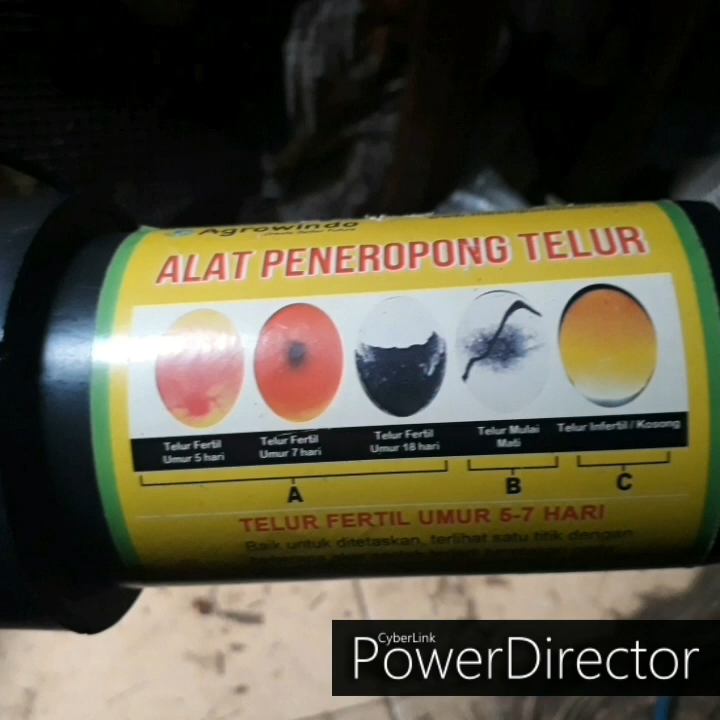 Agrowindo
ALAT PENEROPONG TELUR
Telur Fertil
Umur 5 hari
Telur Fertil
Umur 7 hari
Telur Fertil
Umur 18 hari
Telur Mulai
Mati
Telur Infertil / Kosong
A
B
C
TELUR FERTIL UMUR 5-7 HARI
Baik untuk ditetaskan, terlihat satu titik dengan
CyberLink
PowerDirector